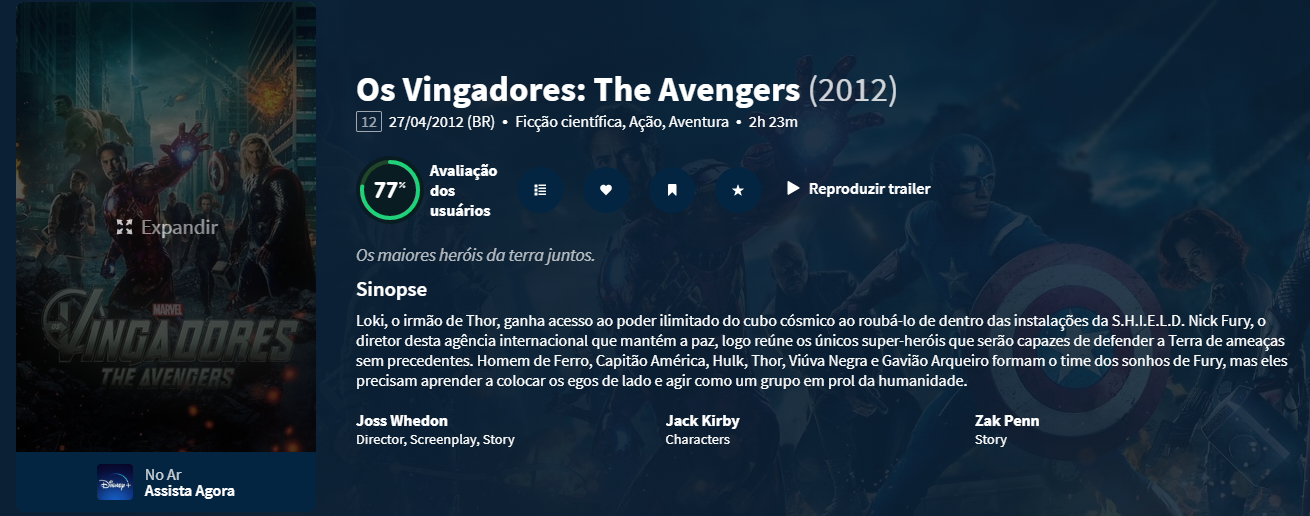 Os Vingadores: The Avengers (2012)
12 27/04/2012 (BR) • Ficção científica, Ação, Aventura • 2h 23m
77%
Avaliação
dos
usuários
Reproduzir trailer
Os maiores heróis da terra juntos.
Sinopse
Loki, o irmão de Thor, ganha acesso ao poder ilimitado do cubo cósmico ao roubá-lo de dentro das instalações da S.H.I.E.L.D. Nick Fury, o
diretor desta agência internacional que mantém a paz, logo reúne os únicos super-heróis que serão capazes de defender a Terra de ameaças
sem precedentes. Homem de Ferro, Capitão América, Hulk, Thor, Viúva Negra e Gavião Arqueiro formam o time dos sonhos de Fury, mas eles
precisam aprender a colocar os egos de lado e agir como um grupo em prol da humanidade.
Joss Whedon
Director, Screenplay, Story
Jack Kirby
Characters
Zak Penn
Story
Expandir
MARVEL
OS VINGADORES
THE AVENGERS
Disney+
No Ar
Assista Agora